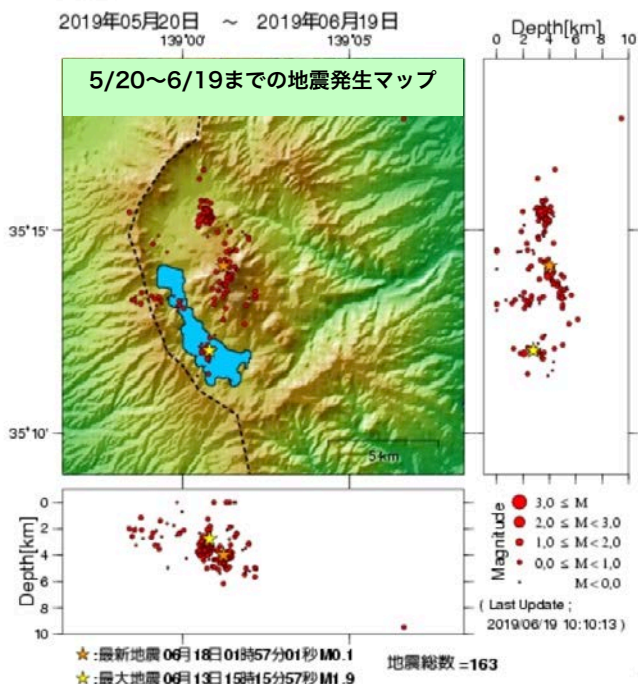 2019年05月20日 ～ 2019年06月19日
139°00' 139°05'
5/20〜6/19までの地震発生マップ
Depth[km]
0 2 4 6 8 10
35°15'
35°10'
5km
Depth[km]
0
2
4
6
8
10
Magnitude
3.0 ≤ M
2.0 ≤ M<3.0
1.0 ≤ M<2.0
0.0 ≤ M<1.0
M<0.0
( Last Update ;
2019/06/19 10:10:13 )
★:最新地震 06月18日01時57分01秒 M0.1
★:最大地震 06月13日15時15分57秒 M1.9
地震総数 =163